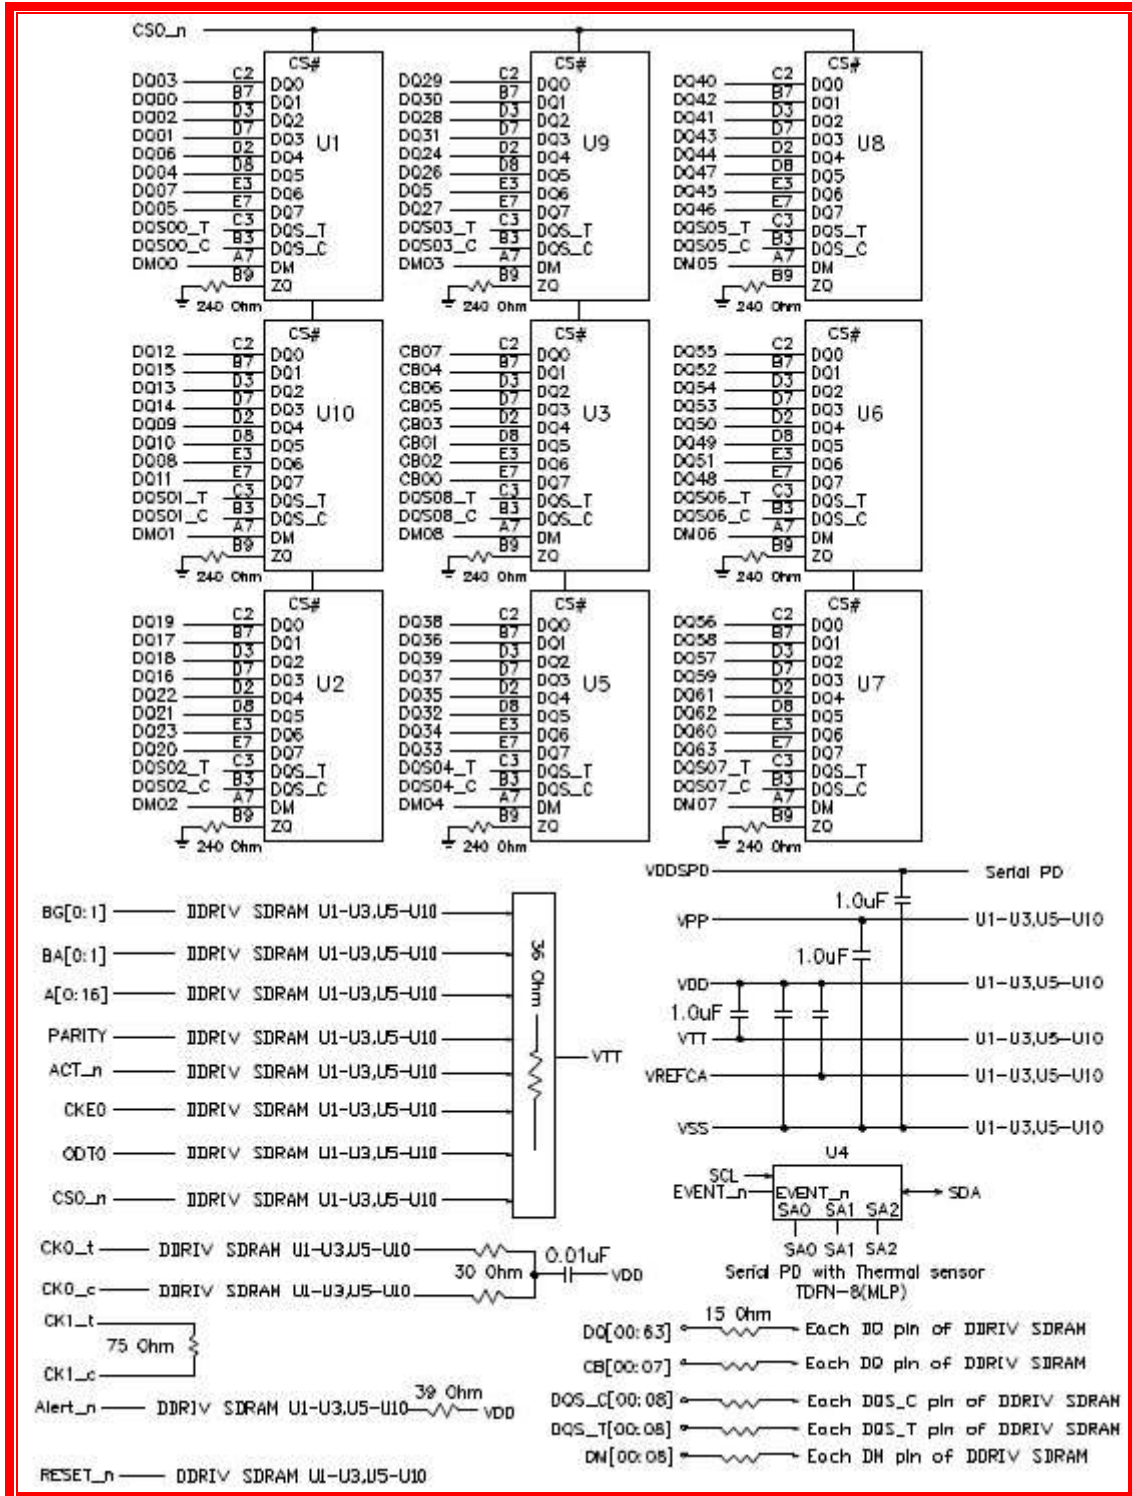 CS0_n
CS# CS# CS#
DQ03 C2 DQ0 DQ29 C2 DQ0 DQ40 C2 DQ0
DQ00 B7 DQ1 DQ30 B7 DQ1 DQ42 B7 DQ1
DQ02 D3 DQ2 DQ28 D3 DQ2 DQ41 D3 DQ2
DQ01 D7 DQ3 U1 DQ31 D7 DQ3 U9 DQ43 D7 DQ3 U8
DQ06 D2 DQ4 DQ24 D2 DQ4 DQ44 D2 DQ4
DQ04 D8 DQ5 DQ26 D8 DQ5 DQ47 D8 DQ5
DQ07 E3 DQ6 DQ5 E3 DQ6 DQ45 E3 DQ6
DQ05 E7 DQ7 DQ27 E7 DQ7 DQ46 E7 DQ7
DQS00_T C3 DQS_T DQS03_T C3 DQS_T DQS05_T C3 DQS_T
DQS00_C B3 DQS_C DQS03_C B3 DQS_C DQS05_C B3 DQS_C
DM00 A7 DM DM03 A7 DM DM05 A7 DM
B9 ZQ B9 ZQ B9 ZQ
240 Ohm 240 Ohm 240 Ohm
CS# CS# CS#
DQ12 C2 DQ0 CB07 C2 DQ0 DQ55 C2 DQ0
DQ15 B7 DQ1 CB04 B7 DQ1 DQ52 B7 DQ1
DQ13 D3 DQ2 CB06 D3 DQ2 DQ54 D3 DQ2
DQ14 D7 DQ3 U10 CB05 D7 DQ3 U3 DQ53 D7 DQ3 U6
DQ09 D2 DQ4 CB03 D2 DQ4 DQ50 D2 DQ4
DQ10 D8 DQ5 CB01 D8 DQ5 DQ49 D8 DQ5
DQ08 E3 DQ6 CB02 E3 DQ6 DQ51 E3 DQ6
DQ11 E7 DQ7 CB00 E7 DQ7 DQ48 E7 DQ7
DQS01_T C3 DQS_T DQS08_T C3 DQS_T DQS06_T C3 DQS_T
DQS01_C B3 DQS_C DQS08_C B3 DQS_C DQS06_C B3 DQS_C
DM01 A7 DM DM08 A7 DM DM06 A7 DM
B9 ZQ B9 ZQ B9 ZQ
240 Ohm 240 Ohm 240 Ohm
CS# CS# CS#
DQ19 C2 DQ0 DQ38 C2 DQ0 DQ56 C2 DQ0
DQ17 B7 DQ1 DQ36 B7 DQ1 DQ58 B7 DQ1
DQ18 D3 DQ2 DQ39 D3 DQ2 DQ57 D3 DQ2
DQ16 D7 DQ3 U2 DQ37 D7 DQ3 U5 DQ59 D7 DQ3 U7
DQ22 D2 DQ4 DQ35 D2 DQ4 DQ61 D2 DQ4
DQ21 D8 DQ5 DQ32 D8 DQ5 DQ62 D8 DQ5
DQ23 E3 DQ6 DQ34 E3 DQ6 DQ60 E3 DQ6
DQ20 E7 DQ7 DQ33 E7 DQ7 DQ63 E7 DQ7
DQS02_T C3 DQS_T DQS04_T C3 DQS_T DQS07_T C3 DQS_T
DQS02_C B3 DQS_C DQS04_C B3 DQS_C DQS07_C B3 DQS_C
DM02 A7 DM DM04 A7 DM DM07 A7 DM
B9 ZQ B9 ZQ B9 ZQ
240 Ohm 240 Ohm 240 Ohm
BG[0:1] DDRIV SDRAM U1-U3,U5-U10
BA[0:1] DDRIV SDRAM U1-U3,U5-U10
A[0:16] DDRIV SDRAM U1-U3,U5-U10
PARITY DDRIV SDRAM U1-U3,U5-U10
ACT_n DDRIV SDRAM U1-U3,U5-U10
CKE0 DDRIV SDRAM U1-U3,U5-U10
ODT0 DDRIV SDRAM U1-U3,U5-U10
CS0_n DDRIV SDRAM U1-U3,U5-U10
36 Ohm
VTT
VDDSPD Serial PD
1.0uF
VPP U1-U3,U5-U10
1.0uF
VDD U1-U3,U5-U10
1.0uF
VTT U1-U3,U5-U10
VREFCA U1-U3,U5-U10
VSS U1-U3,U5-U10
U4
SCL
EVENT_n EVENT_n SDA
SA0 SA1 SA2
SA0 SA1 SA2
Serial PD with Thermal sensor
TDFN-8(MLP)
CK0_t DDRIV SDRAM U1-U3,U5-U10
30 Ohm 0.01uF VDD
CK0_c DDRIV SDRAM U1-U3,U5-U10
CK1_t
75 Ohm
CK1_c
Alert_n DDRIV SDRAM U1-U3,U5-U10 39 Ohm VDD
RESET_n DDRIV SDRAM U1-U3,U5-U10
15 Ohm
DQ[00:63] Each DQ pin of DDRIV SDRAM
CB[00:07] Each DQ pin of DDRIV SDRAM
DQS_C[00:08] Each DQS_C pin of DDRIV SDRAM
DQS_T[00:08] Each DQS_T pin of DDRIV SDRAM
DM[00:08] Each DM pin of DDRIV SDRAM